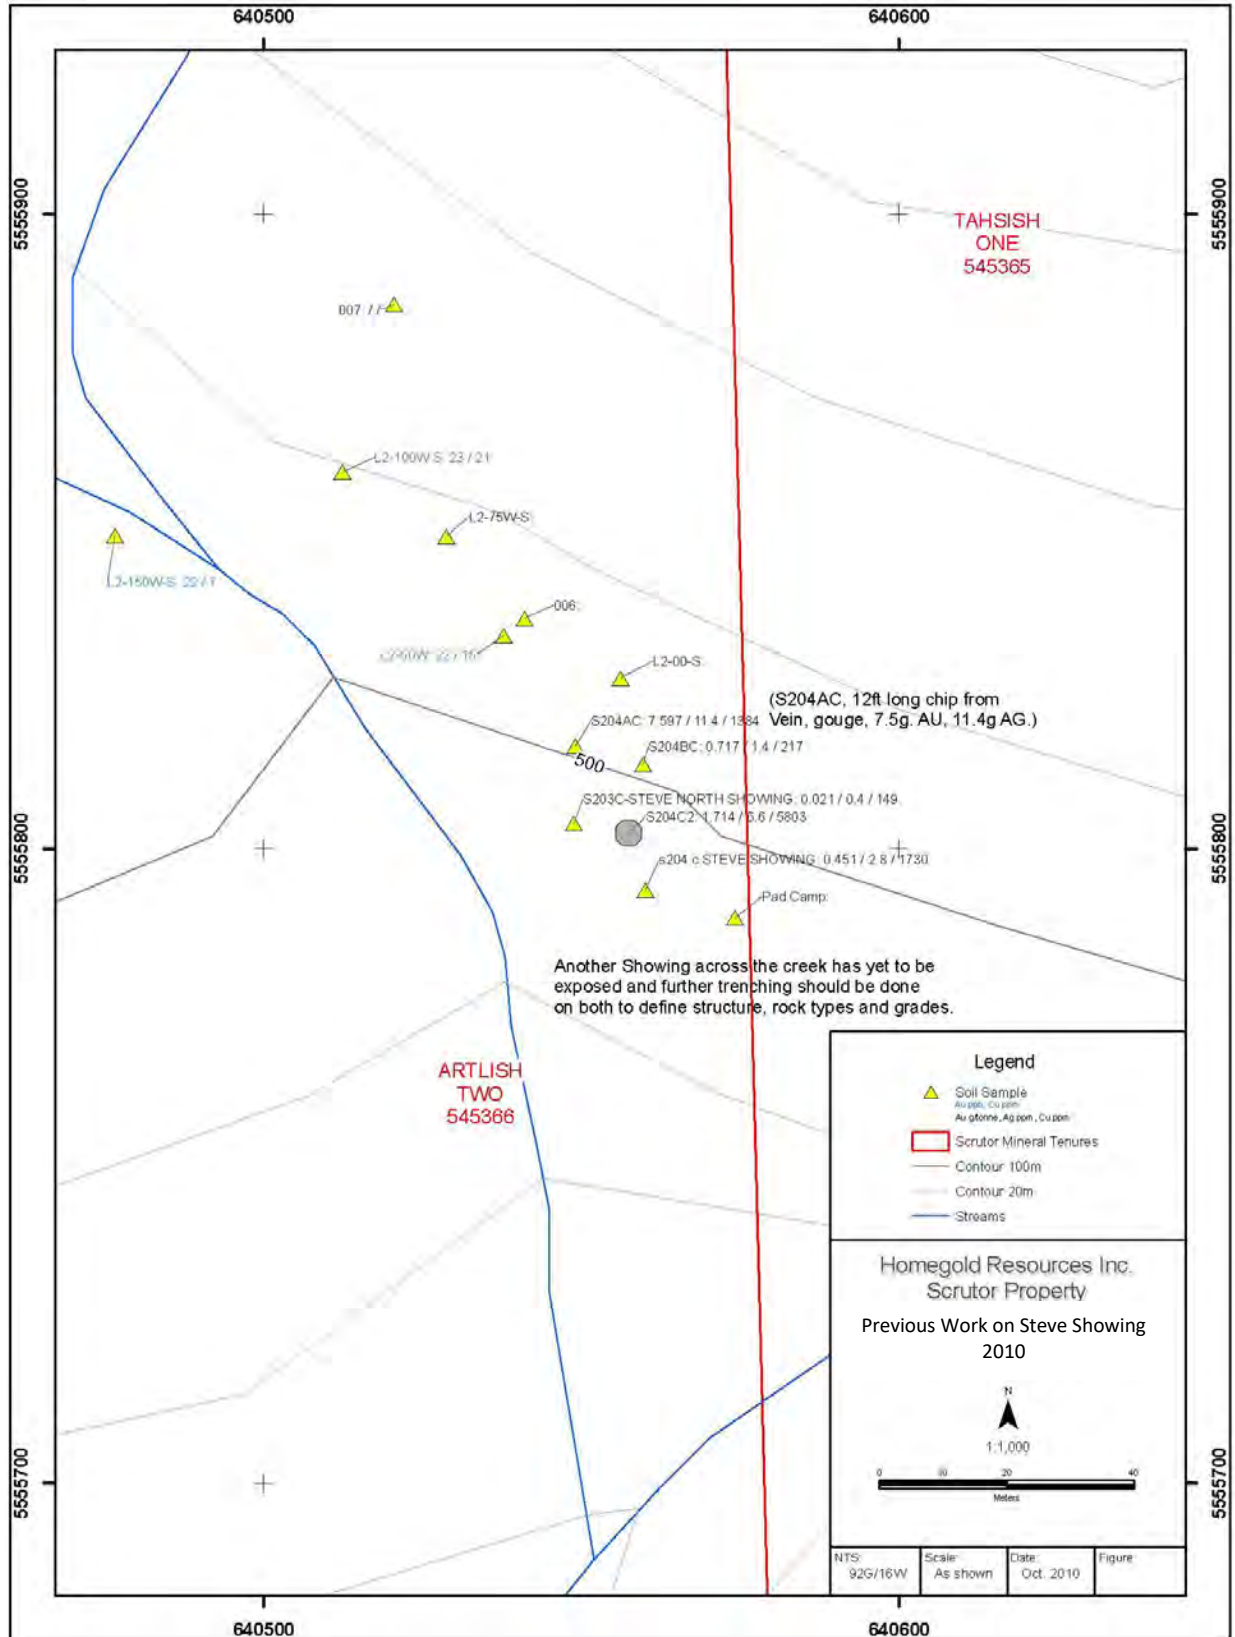 640500
640600
5555900
5555900
TAHSISH
ONE
545365
007: / /
L2-100W S: 23 / 21
L2-75W-S:
L2-150W-S: 22 / 7
006:
L2-00-S:
(S204AC, 12ft long chip from
Vein, gouge, 7.5g. AU, 11.4g AG.)
S204AC: 7.597 / 11.4 / 1384
S204BC: 0.717 / 1.4 / 217
500
S203C-STEVE NORTH SHOWING: 0.021 / 0.4 / 149
S204C2: 1.714 / 6.6 / 5803
5555800
5555800
s204 c STEVE SHOWING: 0.451 / 2.8 / 1730
Pad Camp:
Another Showing across the creek has yet to be
exposed and further trenching should be done
on both to define structure, rock types and grades.
ARTLISH
TWO
545366
Legend
Soil Sample
Au ppb, Cu ppm
Au g/tonne, Ag ppm, Cu ppm
Scrutor Mineral Tenures
Contour 100m
Contour 20m
Streams
Homegold Resources Inc.
Scrutor Property
Previous Work on Steve Showing
2010
N
1:1,000
0 10 20 40
Meters
5555700
5555700
NTS: 92G/16W
Scale: As shown
Date: Oct. 2010
Figure
640500
640600